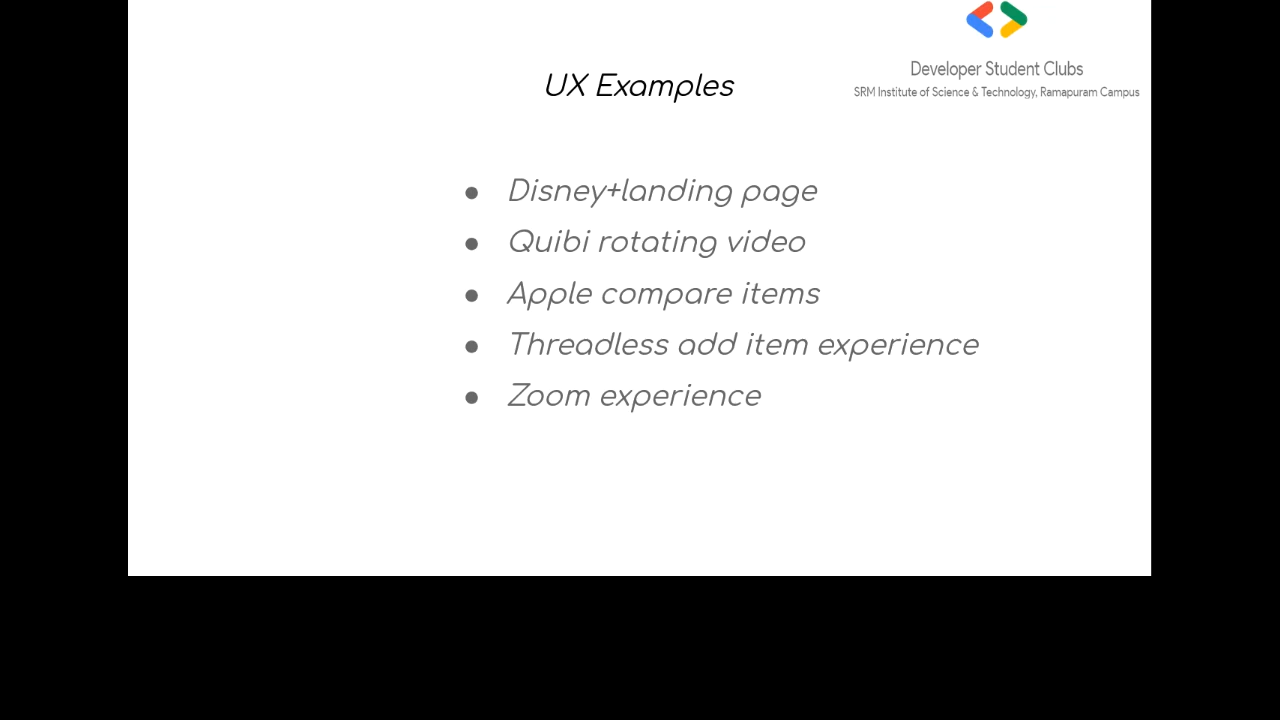 Developer Student Clubs
SRM Institute of Science & Technology, Ramapuram Campus
UX Examples
● Disney+landing page
● Quibi rotating video
● Apple compare items
● Threadless add item experience
● Zoom experience